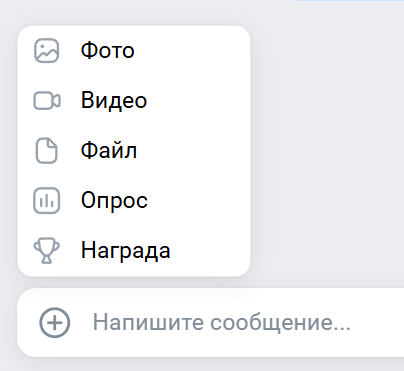 Фото
Видео
Файл
Опрос
Награда
Напишите сообщение...